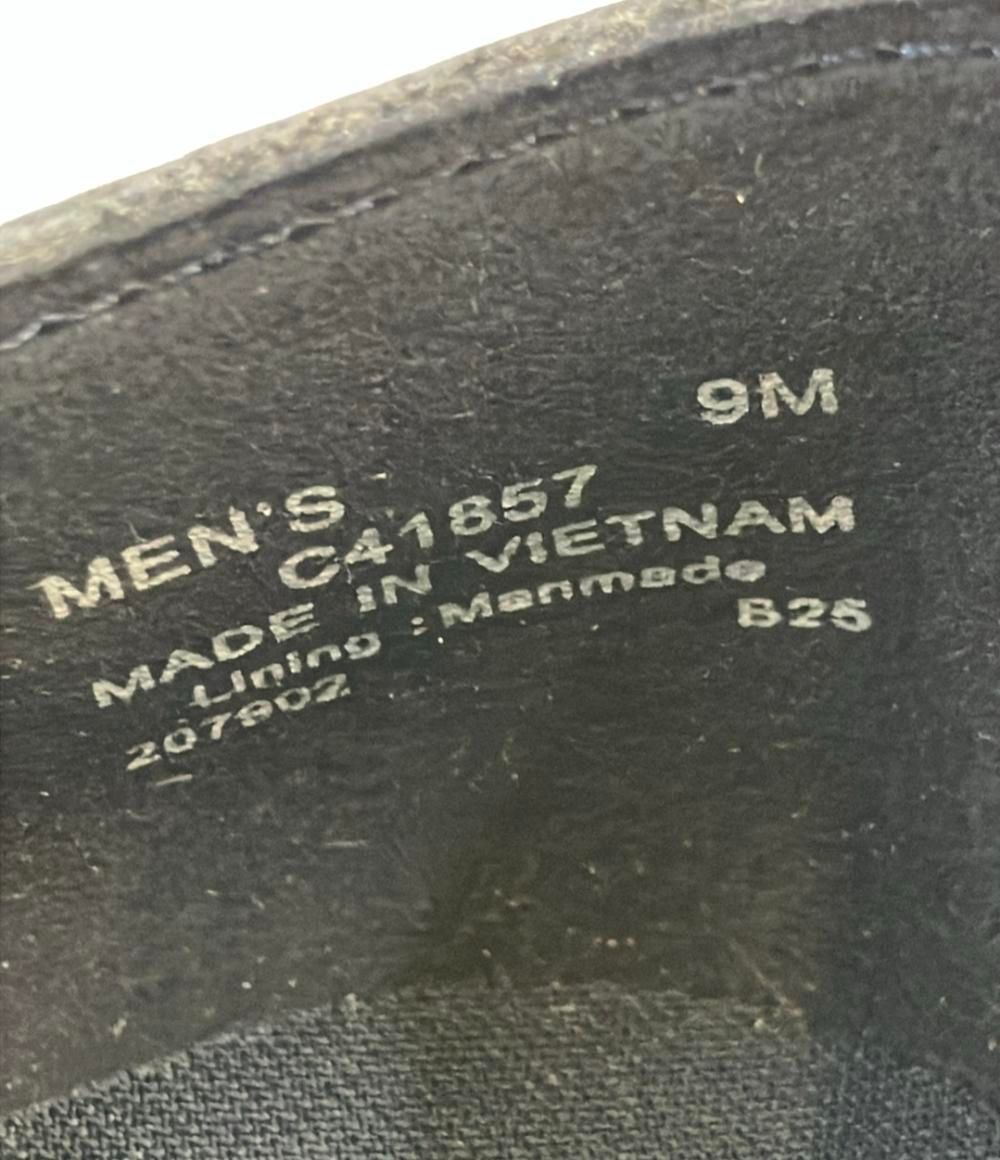 9M
MEN'S
C41857
MADE IN VIETNAM
Lining : Manmade
B25
207902